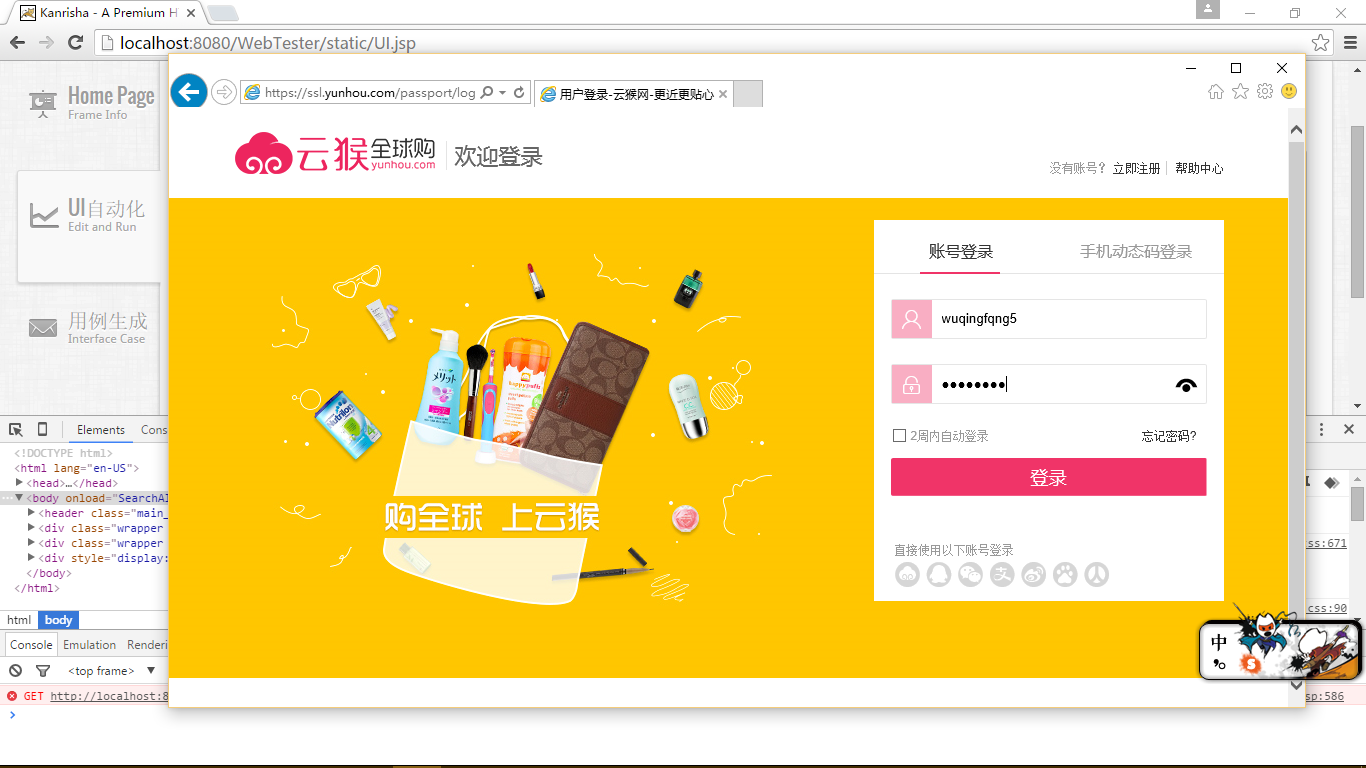 Kanrisha - A Premium H
localhost:8080/WebTester/static/UI.jsp
Home Page
Frame Info
UI自动化
Edit and Run
用例生成
Interface Case
https://ssl.yunhou.com/passport/log
用户登录-云猴网-更近更贴心
云猴 全球购
yunhou.com
欢迎登录
没有账号? 立即注册 帮助中心
账号登录 手机动态码登录
wuqingfqng5
2周内自动登录 忘记密码?
登录
直接使用以下账号登录
メリット
happypuffs
Nutrilon
购全球 上云猴
中
Elements Cons
<!DOCTYPE html>
<html lang="en-US">
<head>…</head>
<body onload="SearchAl
<header class="main_
<div class="wrapper
<div class="wrapper
<div style="display:
</body>
</html>
ss:671
css:90
html body
Console Emulation Renderi
<top frame>
GET http://localhost:8
sp:586